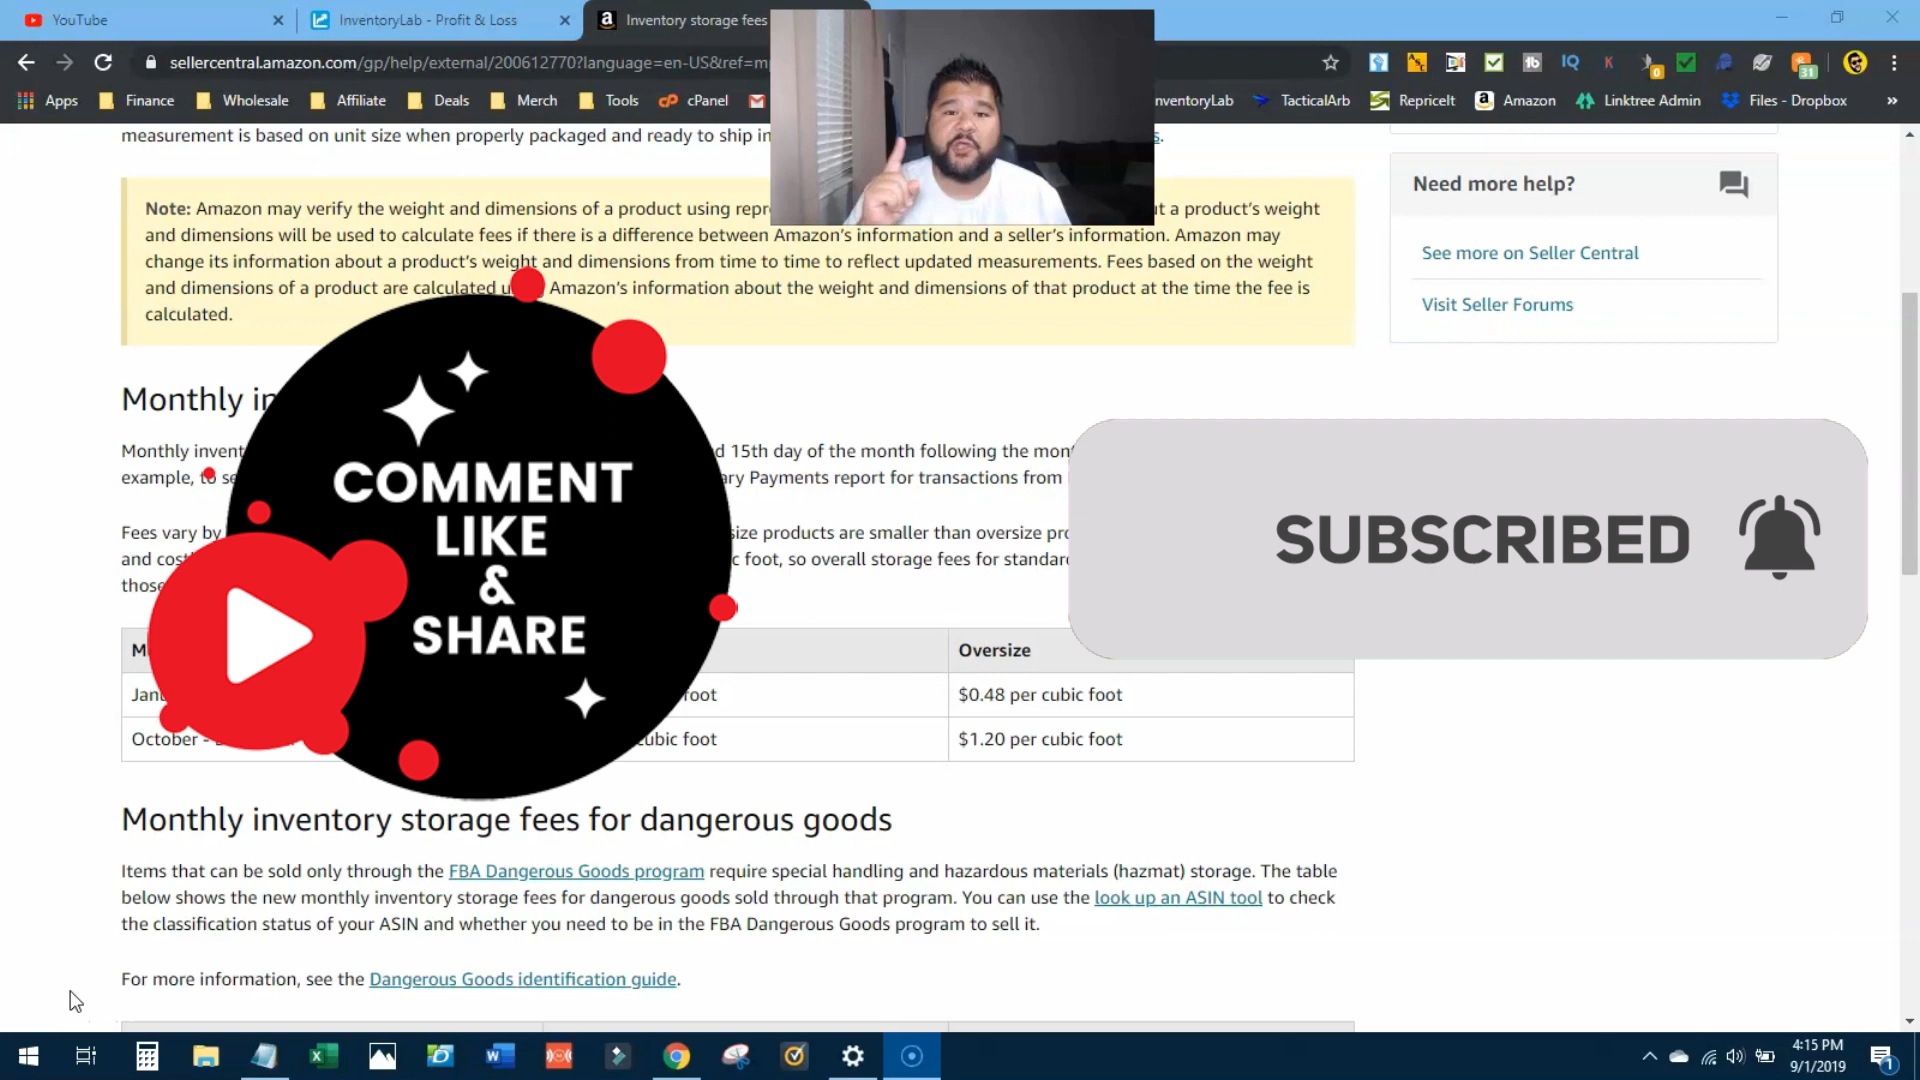 YouTube
InventoryLab - Profit & Loss
Inventory storage fees
sellercentral.amazon.com/gp/help/external/200612770?language=en-US&ref=
Apps
Finance
Wholesale
Affiliate
Deals
Merch
Tools
cPanel
nventoryLab
TacticalArb
RepriceIt
Amazon
Linktree Admin
Files - Dropbox
»
measurement is based on unit size when properly packaged and ready to ship in
s.
Note: Amazon may verify the weight and dimensions of a product using repr t a product's weight
and dimensions will be used to calculate fees if there is a difference between Amazon's information and a seller's information. Amazon may
change its information about a product's weight and dimensions from time to time to reflect updated measurements. Fees based on the weight
and dimensions of a product are calculated u Amazon's information about the weight and dimensions of that product at the time the fee is
calculated.
Need more help?
See more on Seller Central
Visit Seller Forums
Monthly in
Monthly invent d 15th day of the month following the mon
example, to se ary Payments report for transactions from
Fees vary by size products are smaller than oversize pro
and cos c foot, so overall storage fees for standar
those
COMMENT
LIKE
&
SHARE
SUBSCRIBED
M Oversize
Janu foot $0.48 per cubic foot
October - ubic foot $1.20 per cubic foot
Monthly inventory storage fees for dangerous goods
Items that can be sold only through the FBA Dangerous Goods program require special handling and hazardous materials (hazmat) storage. The table
below shows the new monthly inventory storage fees for dangerous goods sold through that program. You can use the look up an ASIN tool to check
the classification status of your ASIN and whether you need to be in the FBA Dangerous Goods program to sell it.
For more information, see the Dangerous Goods identification guide.
4:15 PM
9/1/2019